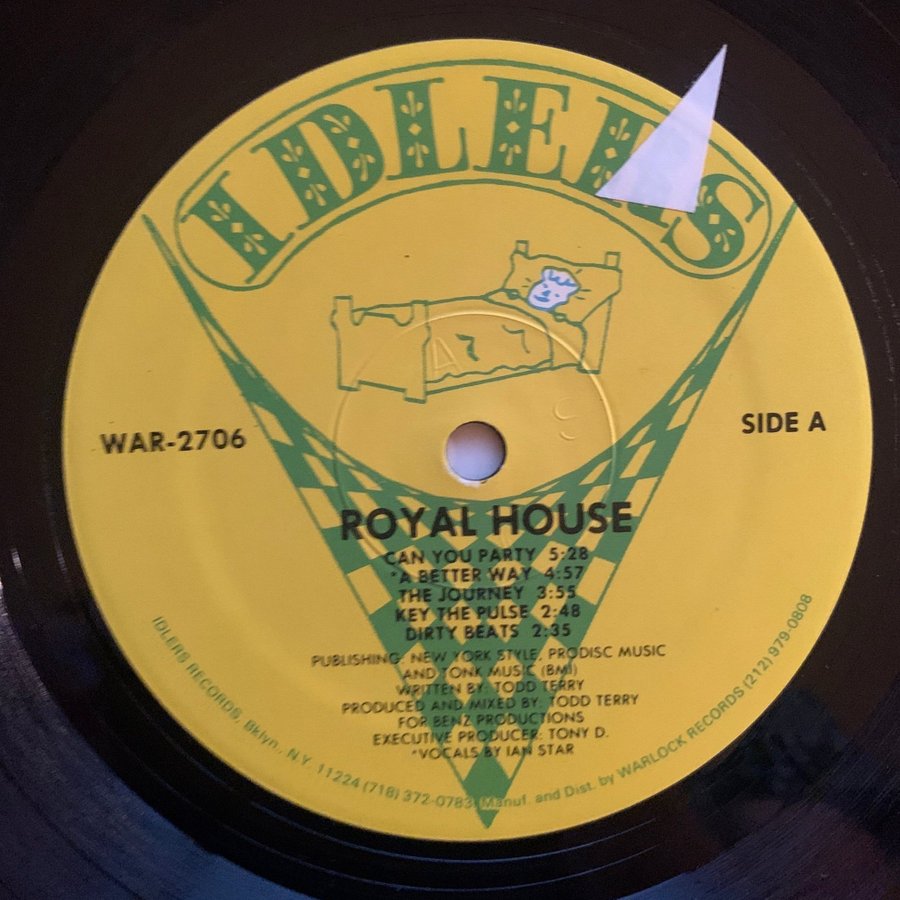 IDLERS
WAR-2706
SIDE A
ROYAL HOUSE
CAN YOU PARTY 5:28
*A BETTER WAY 4:57
THE JOURNEY 3:55
KEY THE PULSE 2:48
DIRTY BEATS 2:35
PUBLISHING: NEW YORK STYLE, PRODISC MUSIC
AND TONK MUSIC (BMI)
WRITTEN BY: TODD TERRY
PRODUCED AND MIXED BY: TODD TERRY
FOR BENZ PRODUCTIONS
EXECUTIVE PRODUCER: TONY D.
*VOCALS BY IAN STAR
IDLERS RECORDS, Bklyn., N.Y. 11224 (718) 372-0783 Manuf. and Dist. by WARLOCK RECORDS (212) 979-0808